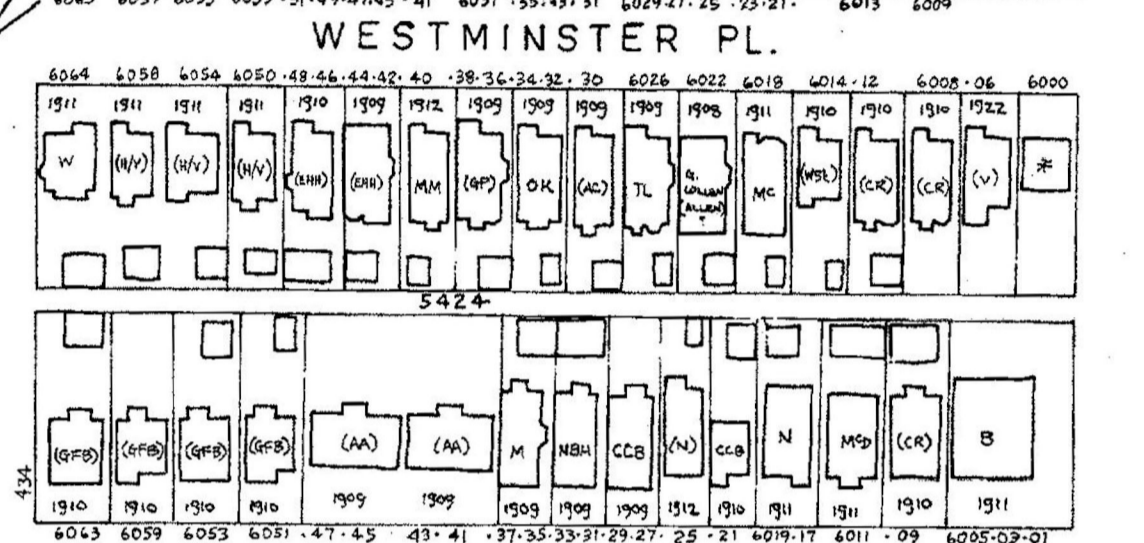 WESTMINSTER PL.
6064 6058 6054 6050 .48.46.44.42. 40 .38.36.34.32. 30 6026 6022 6018 6014.12 6008.06 6000
1911 1911 1911 1911 1910 1909 1912 1909 1909 1909 1909 1908 1911 1910 1910 1910 1922
W (H/V) (H/V) (H/V) (EHH) (EHH) MM (GP) OK (AC) TL G. (ALLEN) MC (CR) (CR) (V) *
5424
434
(GFB) (GFB) (GFB) (GFB) (AA) (AA) M NBH CCB (N) CCB N McD (CR) B
1910 1910 1910 1910 1909 1909 1909 1909 1909 1912 1910 1911 1911 1910 1921
6063 6059 6053 6051 .47.45 43.41 .37.35.33.31.29.27. 25 .21 6019.17 6011 .09 6005.03.01